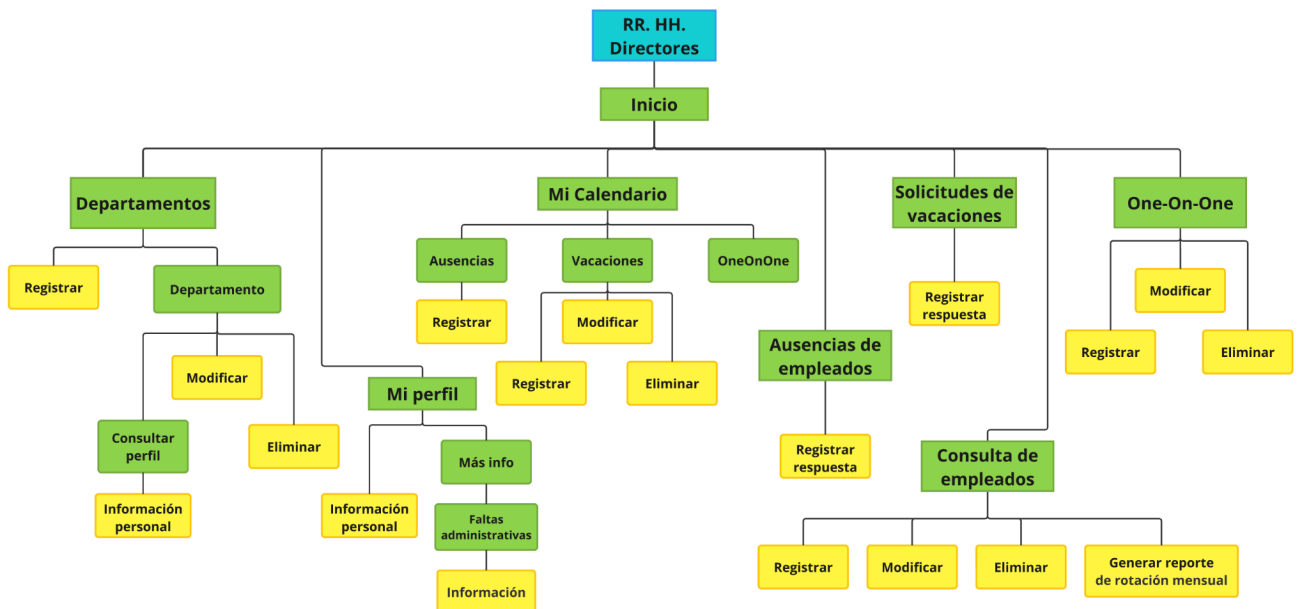 RR. HH.
Directores
Inicio
Departamentos
Mi Calendario
Solicitudes de
vacaciones
One-On-One
Registrar
Departamento
Ausencias
Vacaciones
OneOnOne
Registrar
Modificar
Registrar
respuesta
Modificar
Registrar
Eliminar
Modificar
Ausencias de
empleados
Registrar
Eliminar
Mi perfil
Consultar
perfil
Eliminar
Más info
Registrar
respuesta
Consulta de
empleados
Información
personal
Información
personal
Faltas
administrativas
Registrar
Modificar
Eliminar
Generar reporte
de rotación mensual
Información